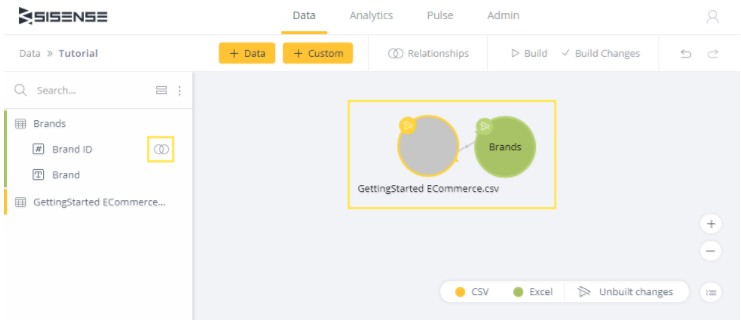 SISENSE Data Analytics Pulse Admin
Data » Tutorial + Data + Custom Relationships Build Build Changes
Search...
Brands
# Brand ID
T Brand
GettingStarted ECommerce...
Brands
GettingStarted ECommerce.csv
CSV Excel Unbuilt changes